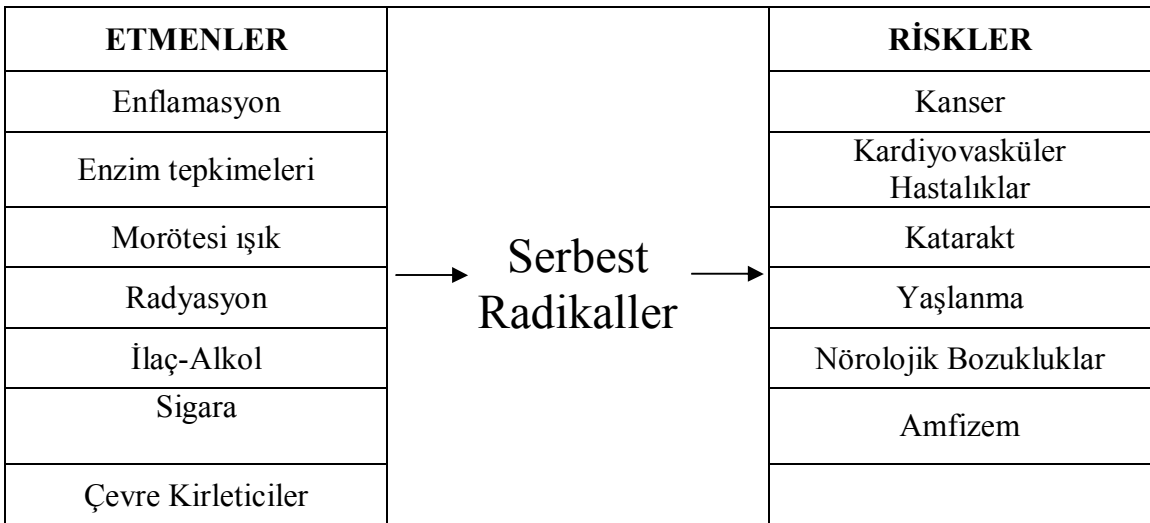 ETMENLER
Enflamasyon
Enzim tepkimeleri
Morötesi ışık
Radyasyon
İlaç-Alkol
Sigara
Çevre Kirleticiler
Serbest
Radikaller
RİSKLER
Kanser
Kardiyovasküler
Hastalıklar
Katarakt
Yaşlanma
Nörolojik Bozukluklar
Amfizem